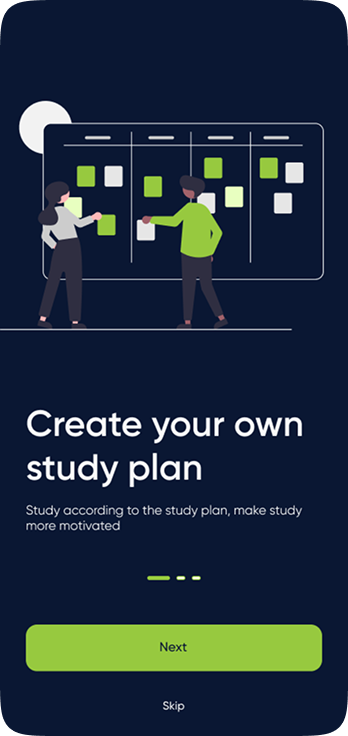 Create your own
study plan
Study according to the study plan, make study
more motivated
Next
Skip